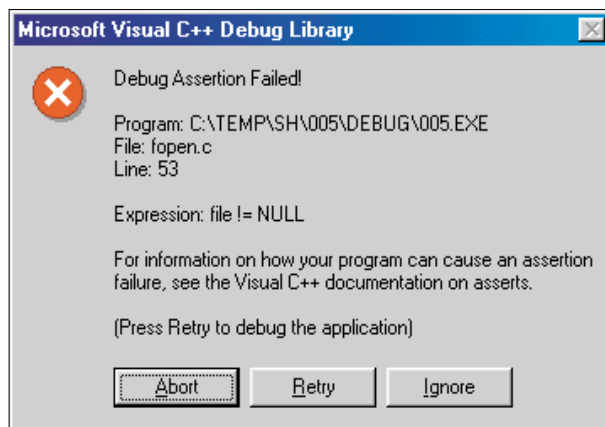 Microsoft Visual C++ Debug Library
Debug Assertion Failed!
Program: C:\TEMP\SH\005\DEBUG\005.EXE
File: fopen.c
Line: 53
Expression: file != NULL
For information on how your program can cause an assertion
failure, see the Visual C++ documentation on asserts.
(Press Retry to debug the application)
Abort Retry Ignore